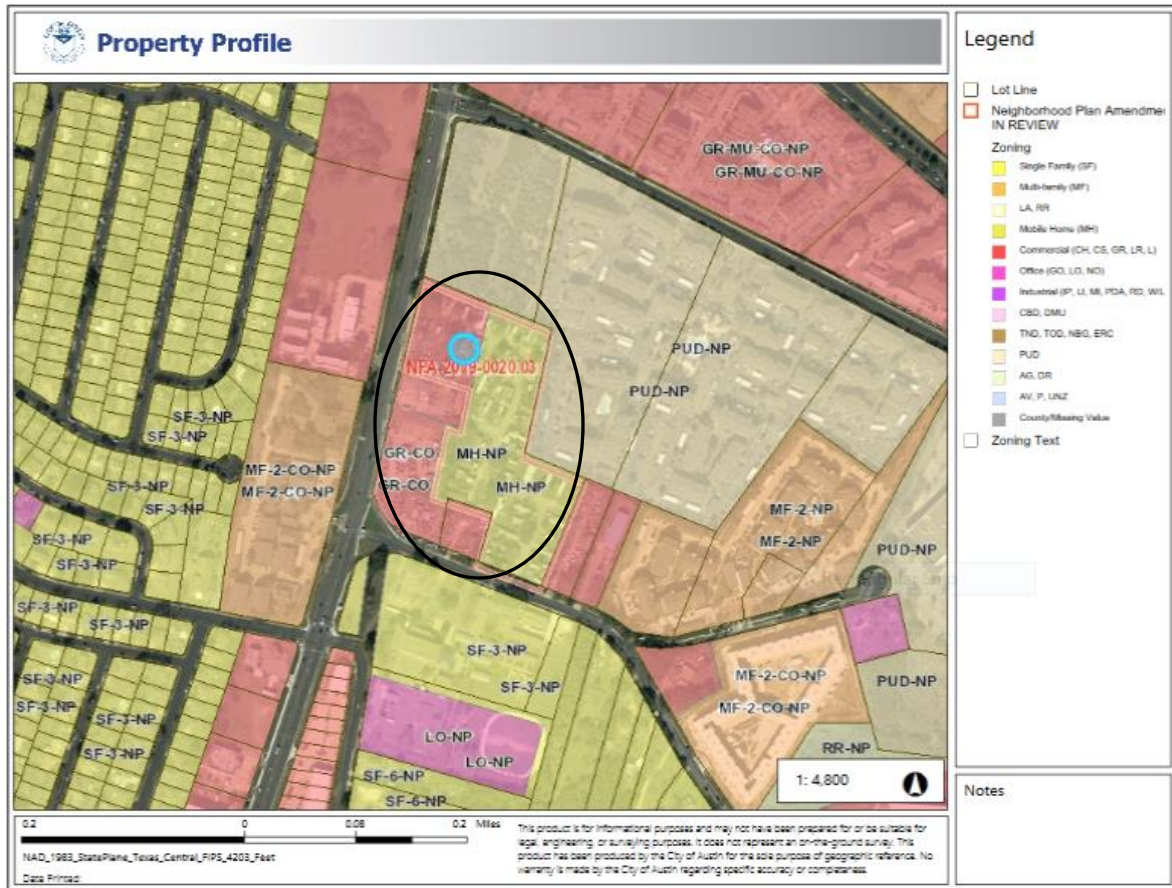 Property Profile
Legend
Lot Line
Neighborhood Plan Amendme
IN REVIEW
Zoning
Single Family (SF)
Multi-family (MF)
LA, RR
Mobile Home (MH)
Commercial (CH, CS, GR, LR, L)
Office (GO, LO, NO)
Industrial (IP, LI, MI, PDA, RD, W/L
CBD, DMU
TND, TOD, NBG, ERC
PUD
AG, DR
AV, P, UNZ
County/Missing Value
Zoning Text
GR-MU-CO-NP
GR-MU-CO-NP
PUD-NP
PUD-NP
NPA-2019-0020.03
SF-3-NP
SF-3-NP
GR-CO
MH-NP
MF-2-CO-NP
MF-2-CO-NP
SF-3-NP
GR-CO
MH-NP
SF-3-NP
MF-2-NP
SF-3-NP
SF-3-NP
MF-2-NP
PUD-NP
SF-3-NP
SF-3-NP
SF-3-NP
SF-3-NP
SF-3-NP
SF-3-NP
SF-3-NP
MF-2-CO-NP
PUD-NP
SF-3-NP
SF-3-NP
MF-2-CO-NP
LO-NP
RR-NP
SF-3-NP
LO-NP
SF-6-NP
SF-6-NP
1: 4,800
Notes
0.2
0
0.08
0.2 Miles
NAD_1983_StatePlane_Texas_Central_FIPS_4203_Feet
Date Printed:
This product is for informational purposes and may not have been prepared for or be suitable for
legal, engineering, or surveying purposes. It does not represent an on-the-ground survey. This
product has been produced by the City of Austin for the sole purpose of geographic reference. No
warranty is made by the City of Austin regarding specific accuracy or completeness.